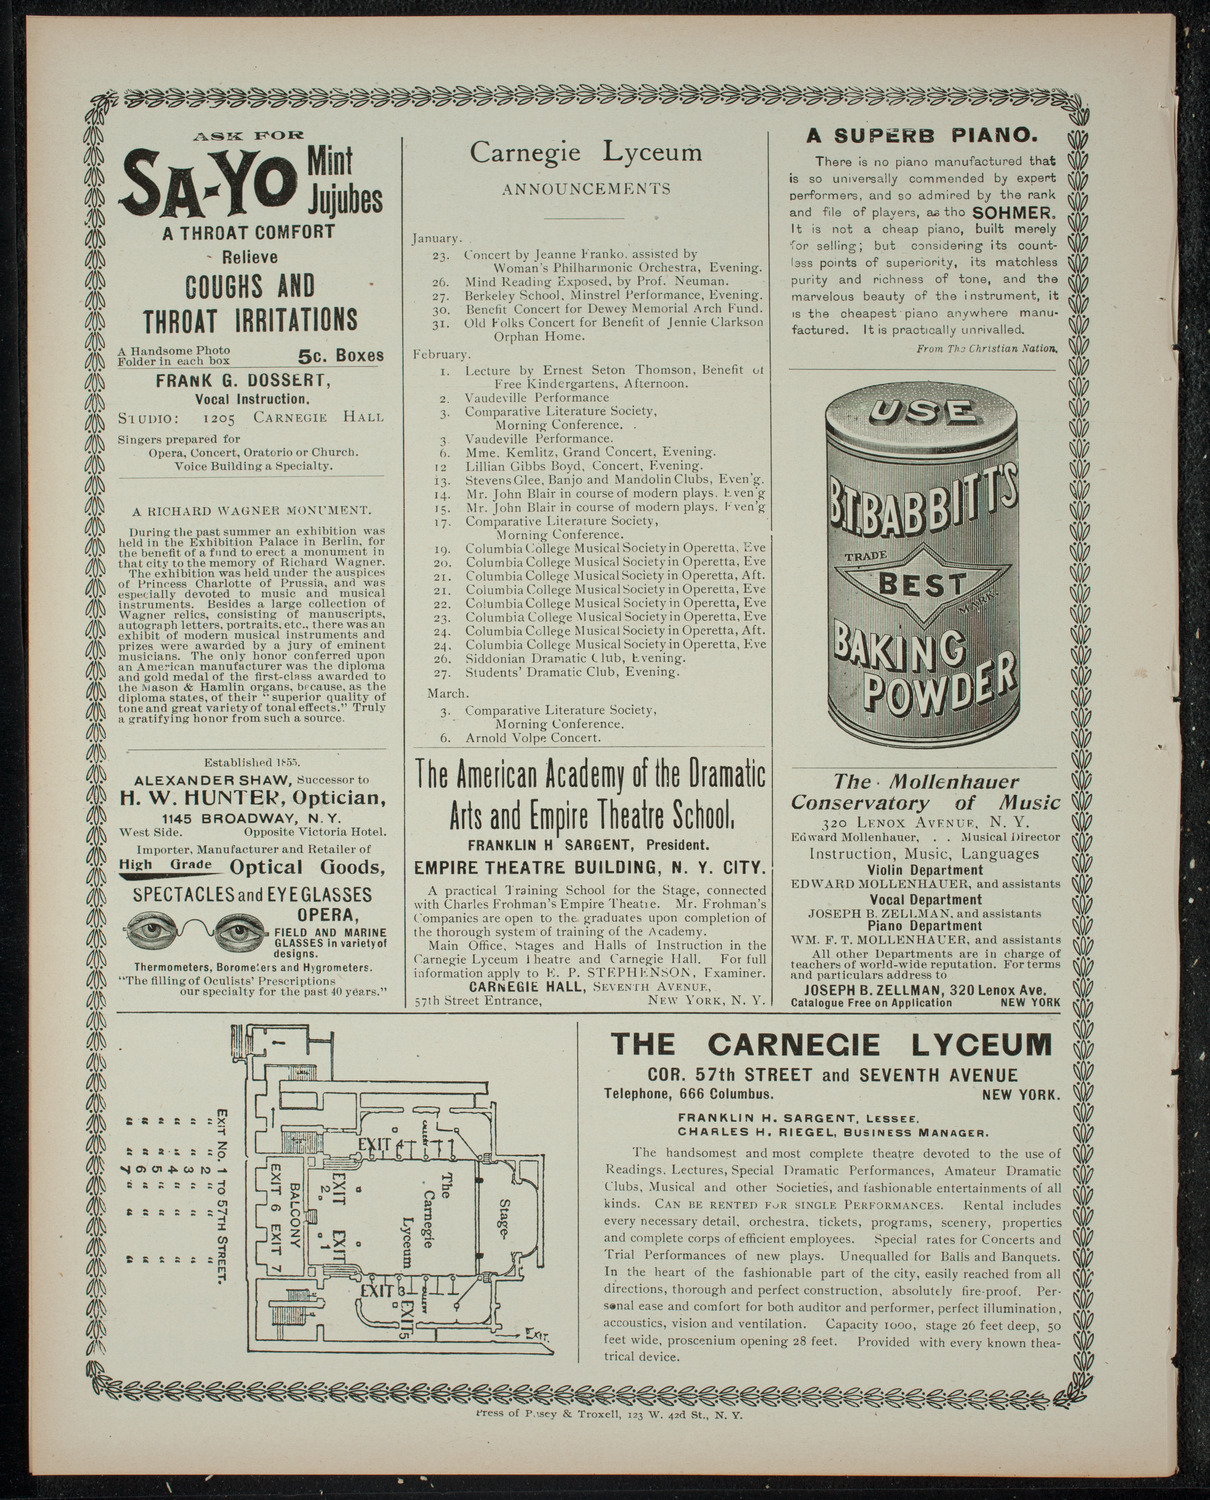 ASK FOR
SA-YO Mint Jujubes
A THROAT COMFORT
Relieve
COUGHS AND
THROAT IRRITATIONS
A Handsome Photo
Folder in each box 5c. Boxes
FRANK G. DOSSERT,
Vocal Instruction.
STUDIO: 1205 CARNEGIE HALL
Singers prepared for
Opera, Concert, Oratorio or Church.
Voice Building a Specialty.
A RICHARD WAGNER MONUMENT.
During the past summer an exhibition was
held in the Exhibition Palace in Berlin, for
the benefit of a fund to erect a monument in
that city to the memory of Richard Wagner.
The exhibition was held under the auspices
of Princess Charlotte of Prussia, and was
especially devoted to music and musical
instruments. Besides a large collection of
Wagner relics, consisting of manuscripts,
autograph letters, portraits, etc., there was an
exhibit of modern musical instruments and
prizes were awarded by a jury of eminent
musicians. The only honor conferred upon
an American manufacturer was the diploma
and gold medal of the first-class awarded to
the Mason & Hamlin organs, because, as the
diploma states, of their "superior quality of
tone and great variety of tonal effects." Truly
a gratifying honor from such a source.
Established 1855.
ALEXANDER SHAW, Successor to
H. W. HUNTER, Optician,
1145 BROADWAY, N. Y.
West Side. Opposite Victoria Hotel.
Importer, Manufacturer and Retailer of
High Grade Optical Goods,
SPECTACLES and EYEGLASSES
OPERA,
FIELD AND MARINE
GLASSES in variety of
designs.
Thermometers, Borometers and Hygrometers.
"The filling of Oculists' Prescriptions
our specialty for the past 40 years."
Carnegie Lyceum
ANNOUNCEMENTS
January.
23. Concert by Jeanne Franko, assisted by
Woman's Philharmonic Orchestra, Evening.
26. Mind Reading Exposed, by Prof. Neuman.
27. Berkeley School, Minstrel Performance, Evening.
30. Benefit Concert for Dewey Memorial Arch Fund.
31. Old Folks Concert for Benefit of Jennie Clarkson
Orphan Home.
February.
1. Lecture by Ernest Seton Thomson, Benefit of
Free Kindergartens, Afternoon.
2. Vaudeville Performance
3. Comparative Literature Society,
Morning Conference.
3. Vaudeville Performance.
6. Mme. Kemlitz, Grand Concert, Evening.
12 Lillian Gibbs Boyd, Concert, Evening.
13. Stevens Glee, Banjo and Mandolin Clubs, Even'g.
14. Mr. John Blair in course of modern plays. Even'g
15. Mr. John Blair in course of modern plays. Even'g
17. Comparative Literature Society,
Morning Conference.
19. Columbia College Musical Society in Operetta, Eve
20. Columbia College Musical Society in Operetta, Eve
21. Columbia College Musical Society in Operetta, Aft.
21. Columbia College Musical Society in Operetta, Eve
22. Columbia College Musical Society in Operetta, Eve
23. Columbia College Musical Society in Operetta, Eve
24. Columbia College Musical Society in Operetta, Aft.
24. Columbia College Musical Society in Operetta, Eve
26. Siddonian Dramatic Club, Evening.
27. Students' Dramatic Club, Evening.
March.
3. Comparative Literature Society,
Morning Conference.
6. Arnold Volpe Concert.
The American Academy of the Dramatic
Arts and Empire Theatre School.
FRANKLIN H SARGENT, President.
EMPIRE THEATRE BUILDING, N. Y. CITY.
A practical Training School for the Stage, connected
with Charles Frohman's Empire Theatre. Mr. Frohman's
Companies are open to the graduates upon completion of
the thorough system of training of the Academy.
Main Office, Stages and Halls of Instruction in the
Carnegie Lyceum Theatre and Carnegie Hall. For full
information apply to E. P. STEPHENSON, Examiner.
CARNEGIE HALL, SEVENTH AVENUE,
57th Street Entrance, NEW YORK, N. Y.
A SUPERB PIANO.
There is no piano manufactured that
is so universally commended by expert
performers, and so admired by the rank
and file of players, as tho SOHMER.
It is not a cheap piano, built merely
for selling; but considering its count-
less points of superiority, its matchless
purity and richness of tone, and the
marvelous beauty of the instrument, it
is the cheapest piano anywhere manu-
factured. It is practically unrivalled.
From The Christian Nation.
USE
B.T. BABBITT'S
TRADE
BEST
MARK
BAKING
POWDER
The Mollenhauer
Conservatory of Music
320 LENOX AVENUE, N. Y.
Edward Mollenhauer, . . Musical Director
Instruction, Music, Languages
Violin Department
EDWARD MOLLENHAUER, and assistants
Vocal Department
JOSEPH B. ZELLMAN, and assistants
Piano Department
WM. F. T. MOLLENHAUER, and assistants
All other Departments are in charge of
teachers of world-wide reputation. For terms
and particulars address to
JOSEPH B. ZELLMAN, 320 Lenox Ave.
Catalogue Free on Application NEW YORK
EXIT No. 1 TO 57TH STREET.
" " 2 " " "
" " 3 " " "
" " 4 " " "
" " 5 " " "
" " 6 " " "
" " 7 " " "
EXIT 6 EXIT 7
BALCONY
EXIT 2
EXIT 1
EXIT 4
GALLERY
The
Carnegie
Lyceum
Stage
EXIT 3
GALLERY
EXIT 5
EXIT.
THE CARNEGIE LYCEUM
COR. 57th STREET and SEVENTH AVENUE
Telephone, 666 Columbus. NEW YORK.
FRANKLIN H. SARGENT, LESSEE.
CHARLES H. RIEGEL, BUSINESS MANAGER.
The handsomest and most complete theatre devoted to the use of
Readings, Lectures, Special Dramatic Performances, Amateur Dramatic
Clubs, Musical and other Societies, and fashionable entertainments of all
kinds. CAN BE RENTED FOR SINGLE PERFORMANCES. Rental includes
every necessary detail, orchestra, tickets, programs, scenery, properties
and complete corps of efficient employees. Special rates for Concerts and
Trial Performances of new plays. Unequalled for Balls and Banquets.
In the heart of the fashionable part of the city, easily reached from all
directions, thorough and perfect construction, absolutely fire-proof. Per-
sonal ease and comfort for both auditor and performer, perfect illumination,
accoustics, vision and ventilation. Capacity 1000, stage 26 feet deep, 50
feet wide, proscenium opening 28 feet. Provided with every known thea-
trical device.
Press of Pusey & Troxell, 123 W. 42d St., N. Y.